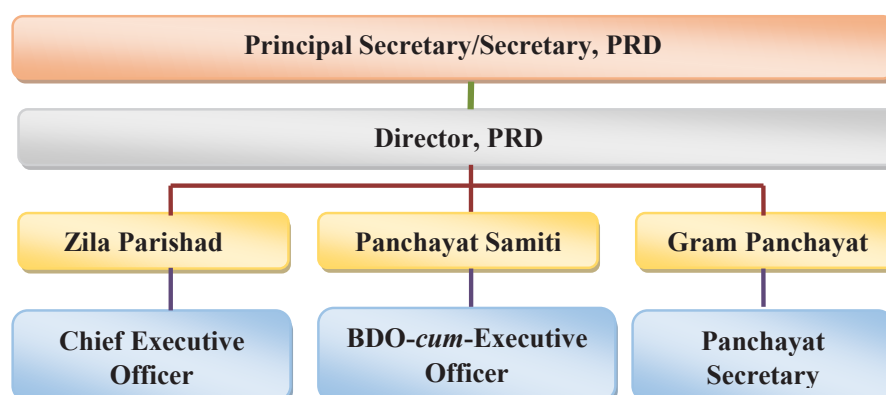 Principal Secretary/Secretary, PRD
Director, PRD
Zila Parishad
Panchayat Samiti
Gram Panchayat
Chief Executive
Officer
BDO-cum-Executive
Officer
Panchayat
Secretary